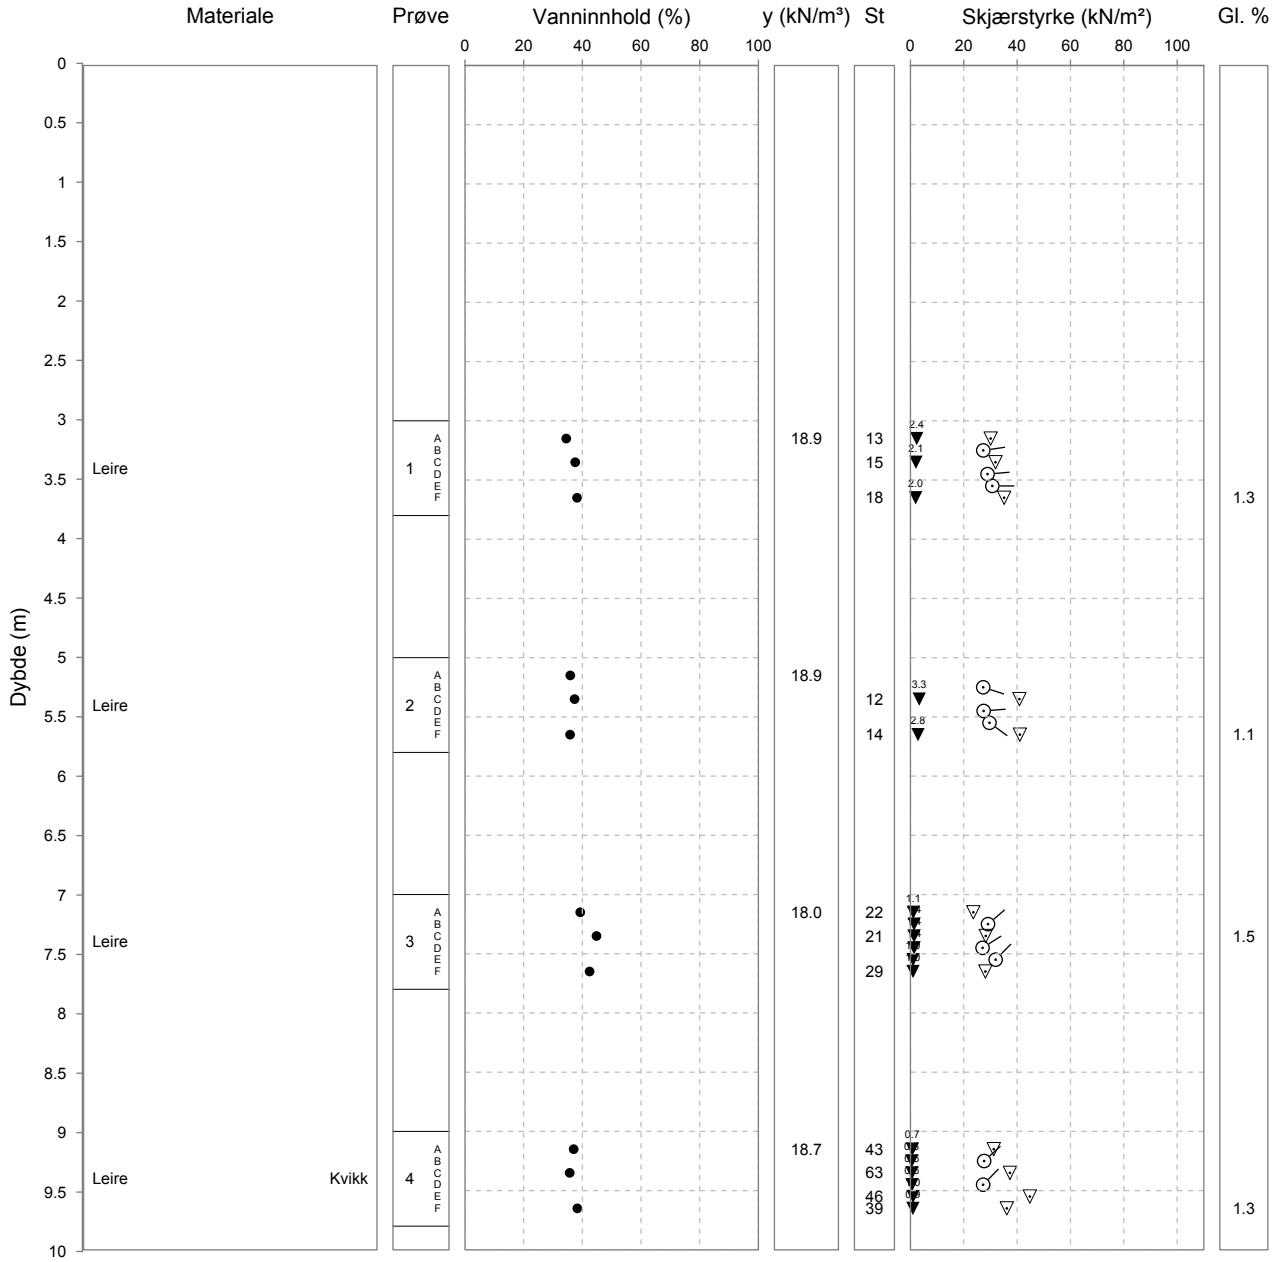 Materiale Prøve Vanninnhold (%) y (kN/m³) St Skjærstyrke (kN/m²) Gl. %
0 20 40 60 80 100 0 20 40 60 80 100
Dybde (m)
0
0.5
1
1.5
2
2.5
3
2.4
A 18.9 13
B
2.1
C 15
Leire 1
D
3.5
E
2.0
F 18 1.3
4
4.5
5
A 18.9
B
3.3
C 12
Leire 2
D
5.5
E
2.8
F 14 1.1
6
6.5
7
1.1
A 18.0 22
B
C 21 1.5
Leire 3
D
7.5
E
F 29
8
8.5
9
0.7
A 18.7 43
B
C 63
Leire Kvikk 4
D
9.5
E 46
F 39 1.3
10